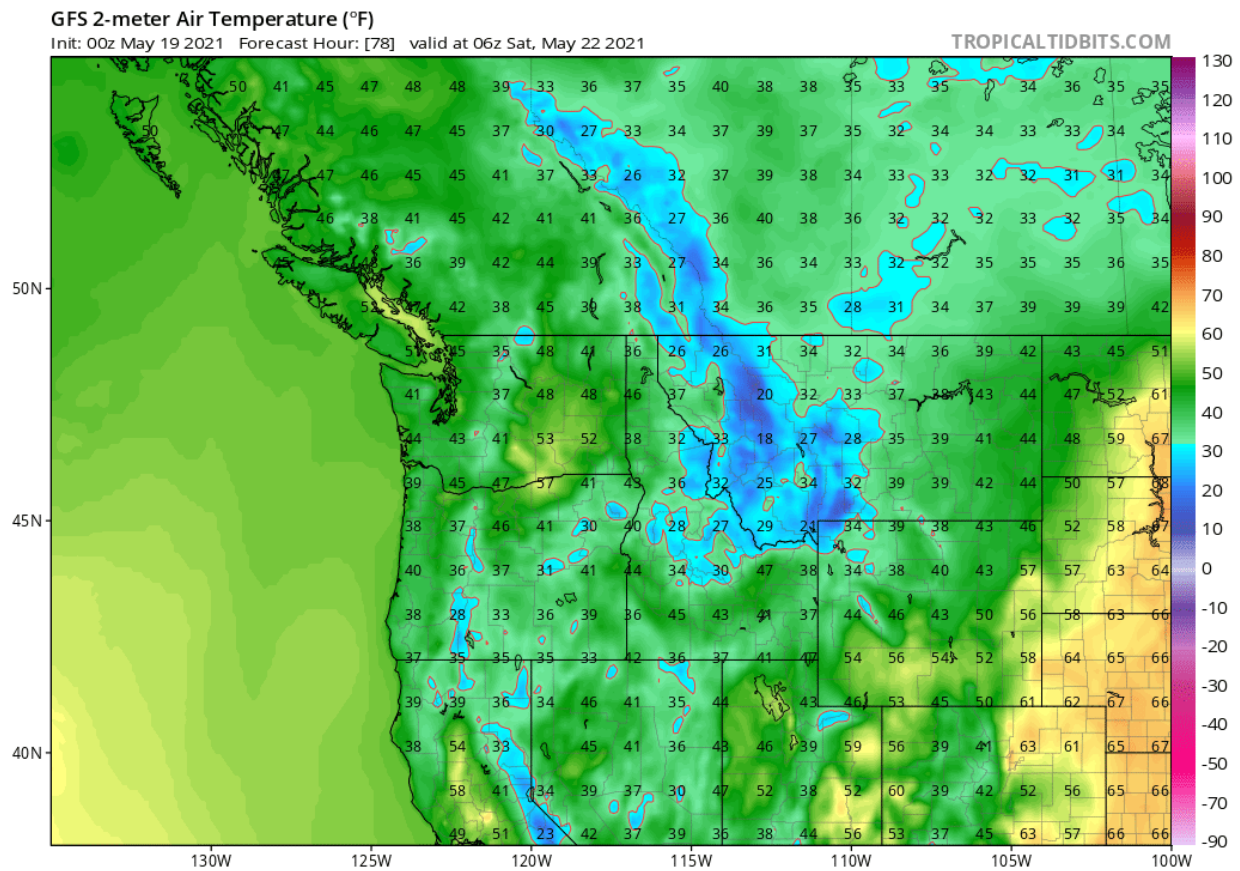 GFS 2-meter Air Temperature (°F)
Init: 00z May 19 2021 Forecast Hour: [78] valid at 06z Sat, May 22 2021 TROPICALTIDBITS.COM
50 41 45 47 48 48 39 33 36 37 35 40 38 38 35 33 35 34 36 35 35
50 47 44 46 47 45 37 30 27 33 34 37 39 37 35 32 34 34 33 33 34
47 47 46 45 45 41 37 33 26 32 37 39 38 34 33 33 32 32 31 31 34
46 38 41 45 42 41 41 36 27 36 40 38 36 32 32 32 33 32 35 34
36 39 42 44 39 33 27 34 36 34 33 32 32 35 35 35 36 35
50N
52 42 38 45 39 38 31 34 36 35 28 31 34 37 39 39 39 42
51 45 35 48 41 36 26 26 31 34 32 34 36 39 42 43 45 51
41 37 48 48 46 37 20 32 33 37 38 43 44 47 52 61
44 43 41 53 52 38 32 33 18 27 28 35 39 41 44 48 59 67
39 45 47 57 41 43 36 32 25 34 32 39 39 42 44 50 57 68
45N
38 37 46 41 30 40 28 27 29 21 34 39 38 43 46 52 58 67
40 36 37 31 41 44 34 30 47 38 34 38 40 43 57 57 63 64
38 28 33 36 39 36 45 43 41 37 44 46 43 50 56 58 63 66
37 35 35 35 33 42 36 37 41 47 54 56 54 52 58 64 65 66
39 39 36 34 46 41 35 44 43 46 53 45 50 61 62 67 66
40N
38 54 33 45 41 36 43 46 39 59 56 39 41 63 61 65 67
58 41 34 39 37 30 47 52 38 52 60 39 42 52 56 65 66
49 51 23 42 37 39 36 38 44 56 53 37 45 63 57 66 66
130W 125W 120W 115W 110W 105W 100W
130
120
110
100
90
80
70
60
50
40
30
20
10
0
-10
-20
-30
-40
-50
-70
-90